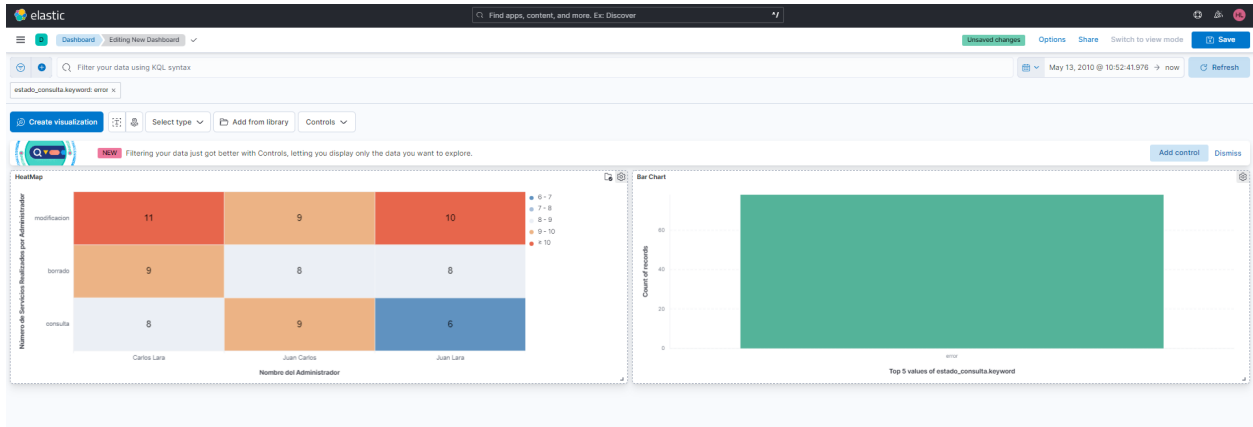 elastic
Find apps, content, and more. Ex: Discover
^/
HL
D
Dashboard
Editing New Dashboard
Unsaved changes
Options
Share
Switch to view mode
Save
Filter your data using KQL syntax
May 13, 2010 @ 10:52:41.976 → now
Refresh
estado_consulta.keyword: error ×
Create visualization
Select type
Add from library
Controls
NEW
Filtering your data just got better with Controls, letting you display only the data you want to explore.
Add control
Dismiss
HeatMap
Número de Servicios Realizados por Administrador
modificacion
11
9
10
borrado
9
8
8
consulta
8
9
6
Carlos Lara
Juan Carlos
Juan Lara
Nombre del Administrador
6 - 7
7 - 8
8 - 9
9 - 10
≥ 10
Bar Chart
Count of records
60
40
20
0
error
Top 5 values of estado_consulta.keyword